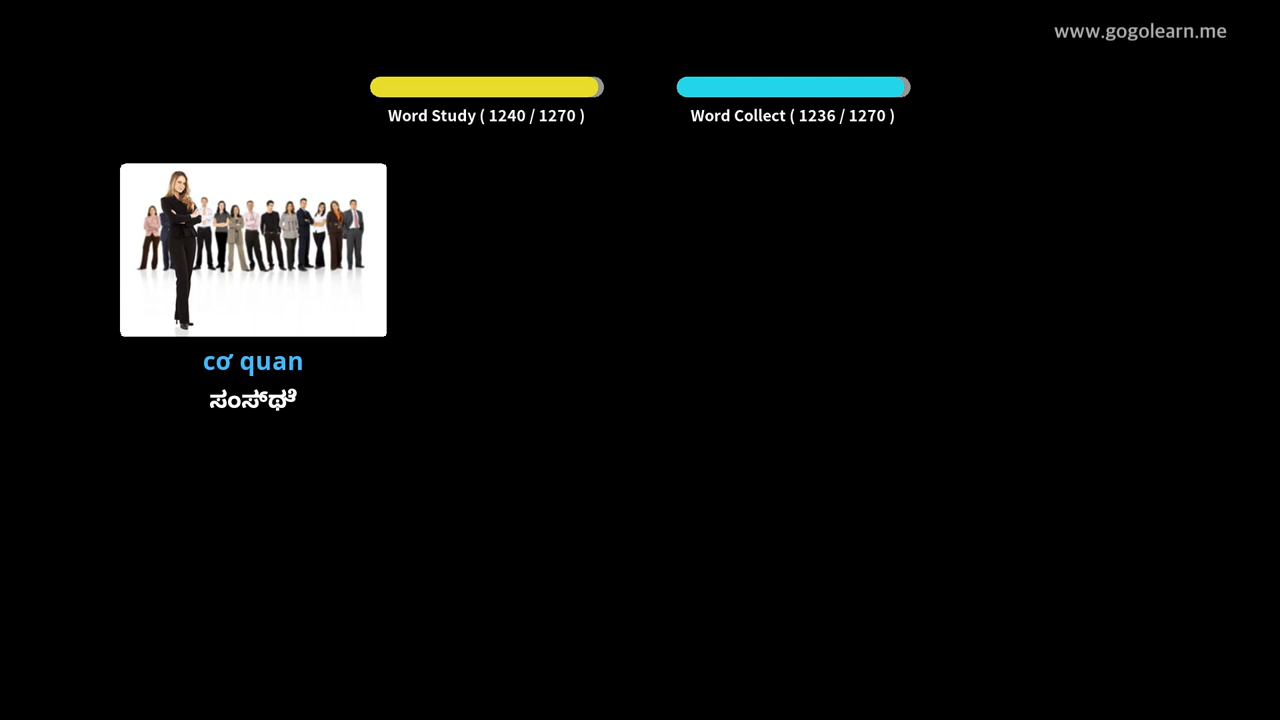 www.gogolearn.me
Word Study ( 1240 / 1270 )
Word Collect ( 1236 / 1270 )
cơ quan
ಸಂಸ್ಥೆ